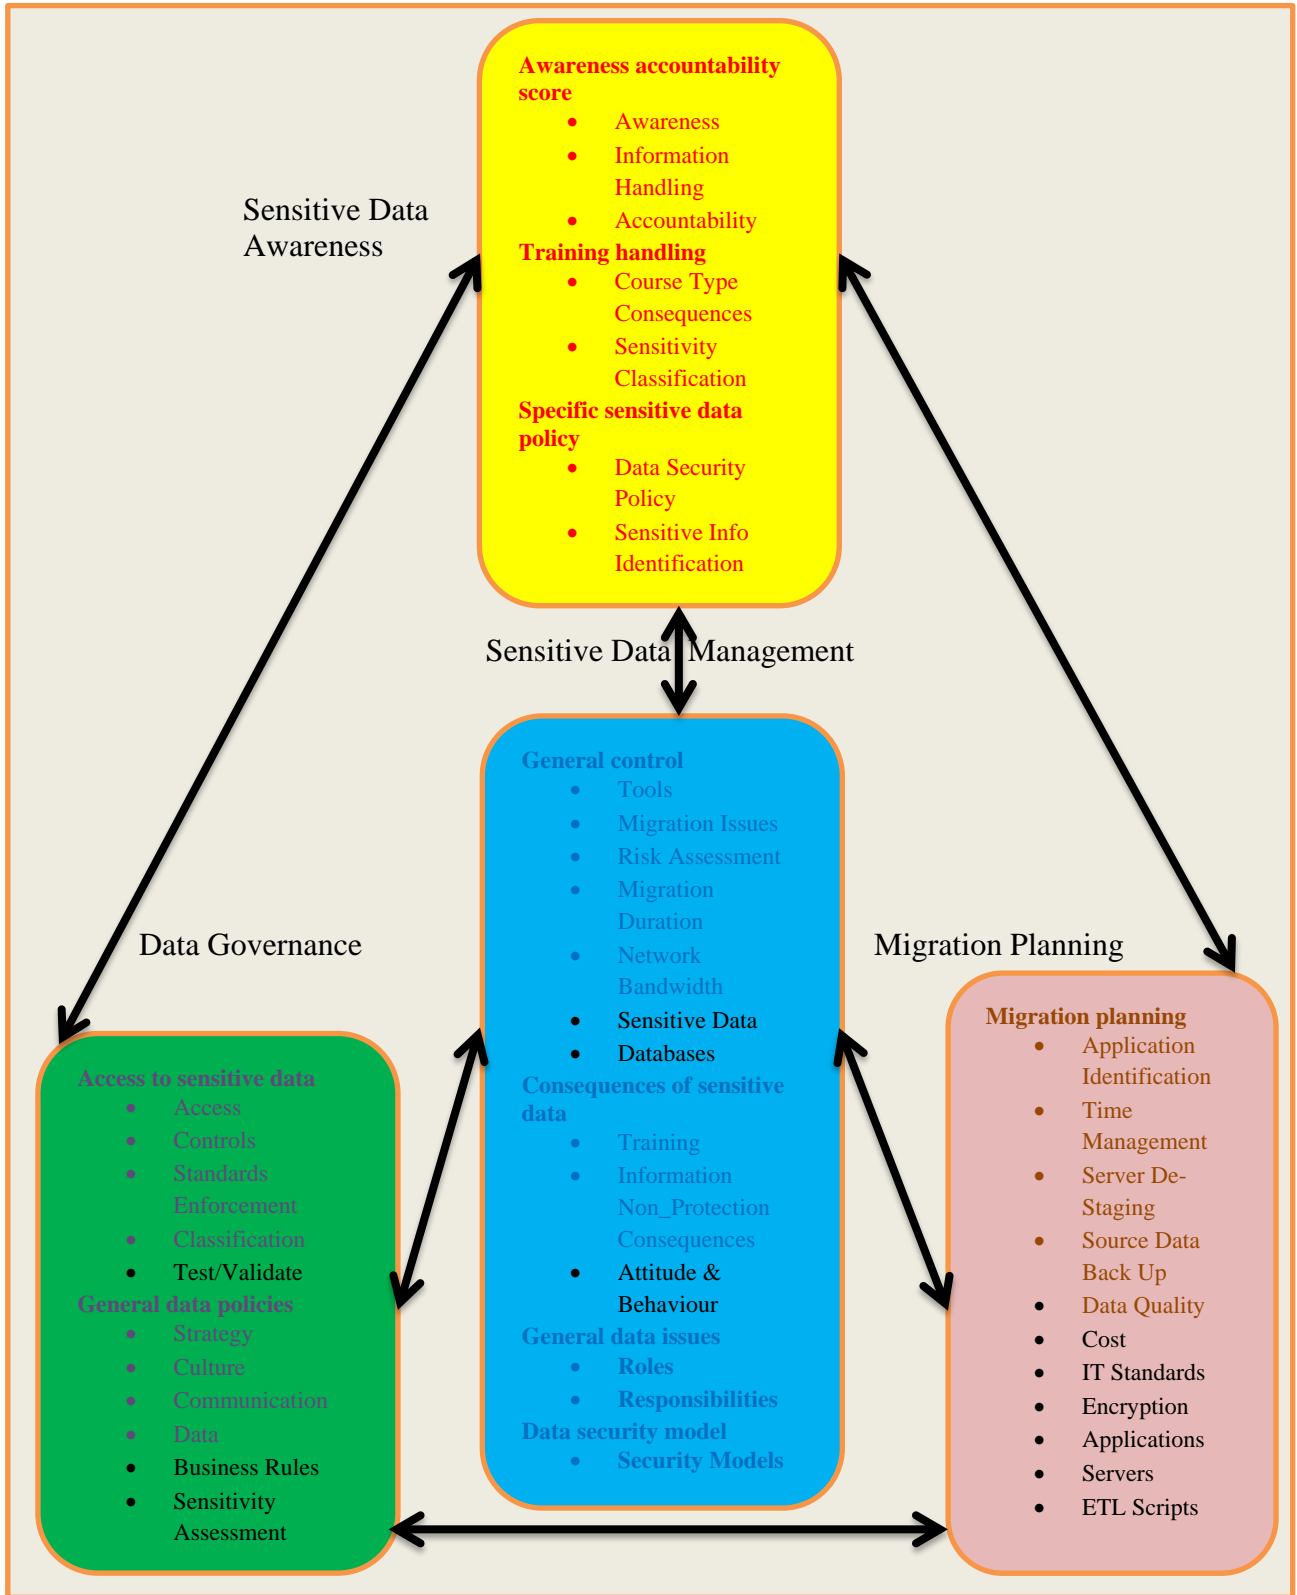 Awareness accountability
score
• Awareness
• Information
Handling
• Accountability
Training handling
• Course Type
Consequences
• Sensitivity
Classification
Specific sensitive data
policy
• Data Security
Policy
• Sensitive Info
Identification
Sensitive Data
Awareness
Sensitive Data Management
General control
• Tools
• Migration Issues
• Risk Assessment
• Migration
Duration
• Network
Bandwidth
• Sensitive Data
• Databases
Consequences of sensitive
data
• Training
• Information
Non_Protection
Consequences
• Attitude &
Behaviour
General data issues
• Roles
• Responsibilities
Data security model
• Security Models
Data Governance
Access to sensitive data
• Access
• Controls
• Standards
Enforcement
• Classification
• Test/Validate
General data policies
• Strategy
• Culture
• Communication
• Data
• Business Rules
• Sensitivity
Assessment
Migration Planning
Migration planning
• Application
Identification
• Time
Management
• Server De-
Staging
• Source Data
Back Up
• Data Quality
• Cost
• IT Standards
• Encryption
• Applications
• Servers
• ETL Scripts